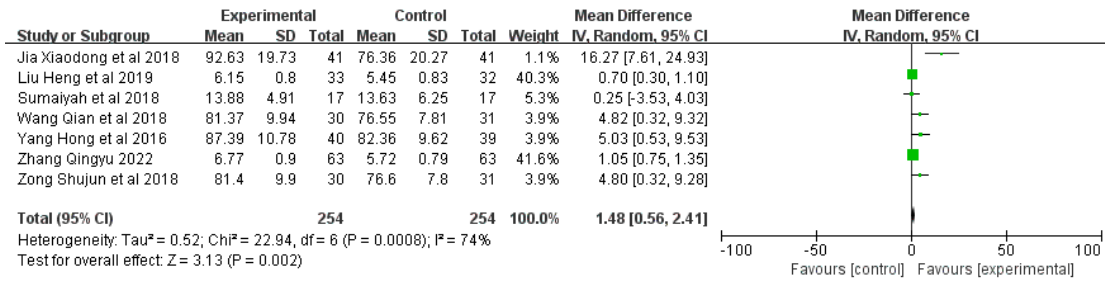 Experimental Control Mean Difference Mean Difference
Study or Subgroup Mean SD Total Mean SD Total Weight IV, Random, 95% CI IV, Random, 95% CI
Jia Xiaodong et al 2018 92.63 19.73 41 76.36 20.27 41 1.1% 16.27 [7.61, 24.93]
Liu Heng et al 2019 6.15 0.8 33 5.45 0.83 32 40.3% 0.70 [0.30, 1.10]
Sumaiyah et al 2018 13.88 4.91 17 13.63 6.25 17 5.3% 0.25 [-3.53, 4.03]
Wang Qian et al 2018 81.37 9.94 30 76.55 7.81 31 3.9% 4.82 [0.32, 9.32]
Yang Hong et al 2016 87.39 10.78 40 82.36 9.62 39 3.9% 5.03 [0.53, 9.53]
Zhang Qingyu 2022 6.77 0.9 63 5.72 0.79 63 41.6% 1.05 [0.75, 1.35]
Zong Shujun et al 2018 81.4 9.9 30 76.6 7.8 31 3.9% 4.80 [0.32, 9.28]
Total (95% CI) 254 254 100.0% 1.48 [0.56, 2.41]
Heterogeneity: Tau² = 0.52; Chi² = 22.94, df = 6 (P = 0.0008); I² = 74%
Test for overall effect: Z = 3.13 (P = 0.002)
-100 -50 0 50 100
Favours [control] Favours [experimental]